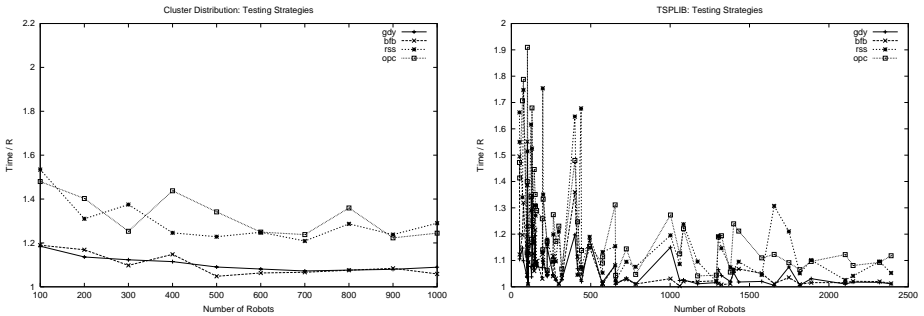 Cluster Distribution: Testing Strategies
2.2
2
1.8
1.6
1.4
1.2
1
Time / R
100
200
300
400
500
600
700
800
900
1000
Number of Robots
gdy
bfb
rss
opc
TSPLIB: Testing Strategies
2
1.9
1.8
1.7
1.6
1.5
1.4
1.3
1.2
1.1
1
Time / R
0
500
1000
1500
2000
2500
Number of Robots
gdy
bfb
rss
opc